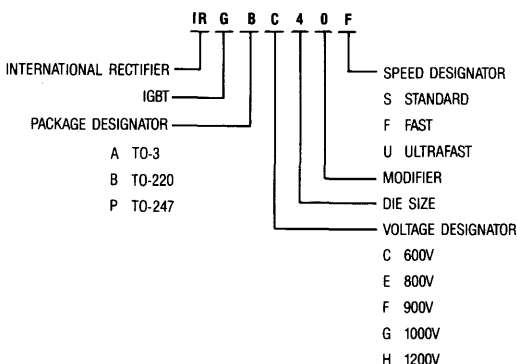 IR G B C 4 0 F
INTERNATIONAL RECTIFIER
IGBT
PACKAGE DESIGNATOR
A TO-3
B TO-220
P TO-247
SPEED DESIGNATOR
S STANDARD
F FAST
U ULTRAFAST
MODIFIER
DIE SIZE
VOLTAGE DESIGNATOR
C 600V
E 800V
F 900V
G 1000V
H 1200V